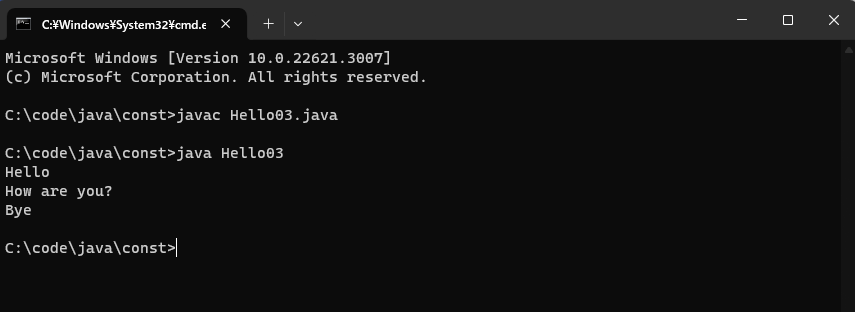 C:¥Windows¥System32¥cmd.e
Microsoft Windows [Version 10.0.22621.3007]
(c) Microsoft Corporation. All rights reserved.
C:\code\java\const>javac Hello03.java
C:\code\java\const>java Hello03
Hello
How are you?
Bye
C:\code\java\const>